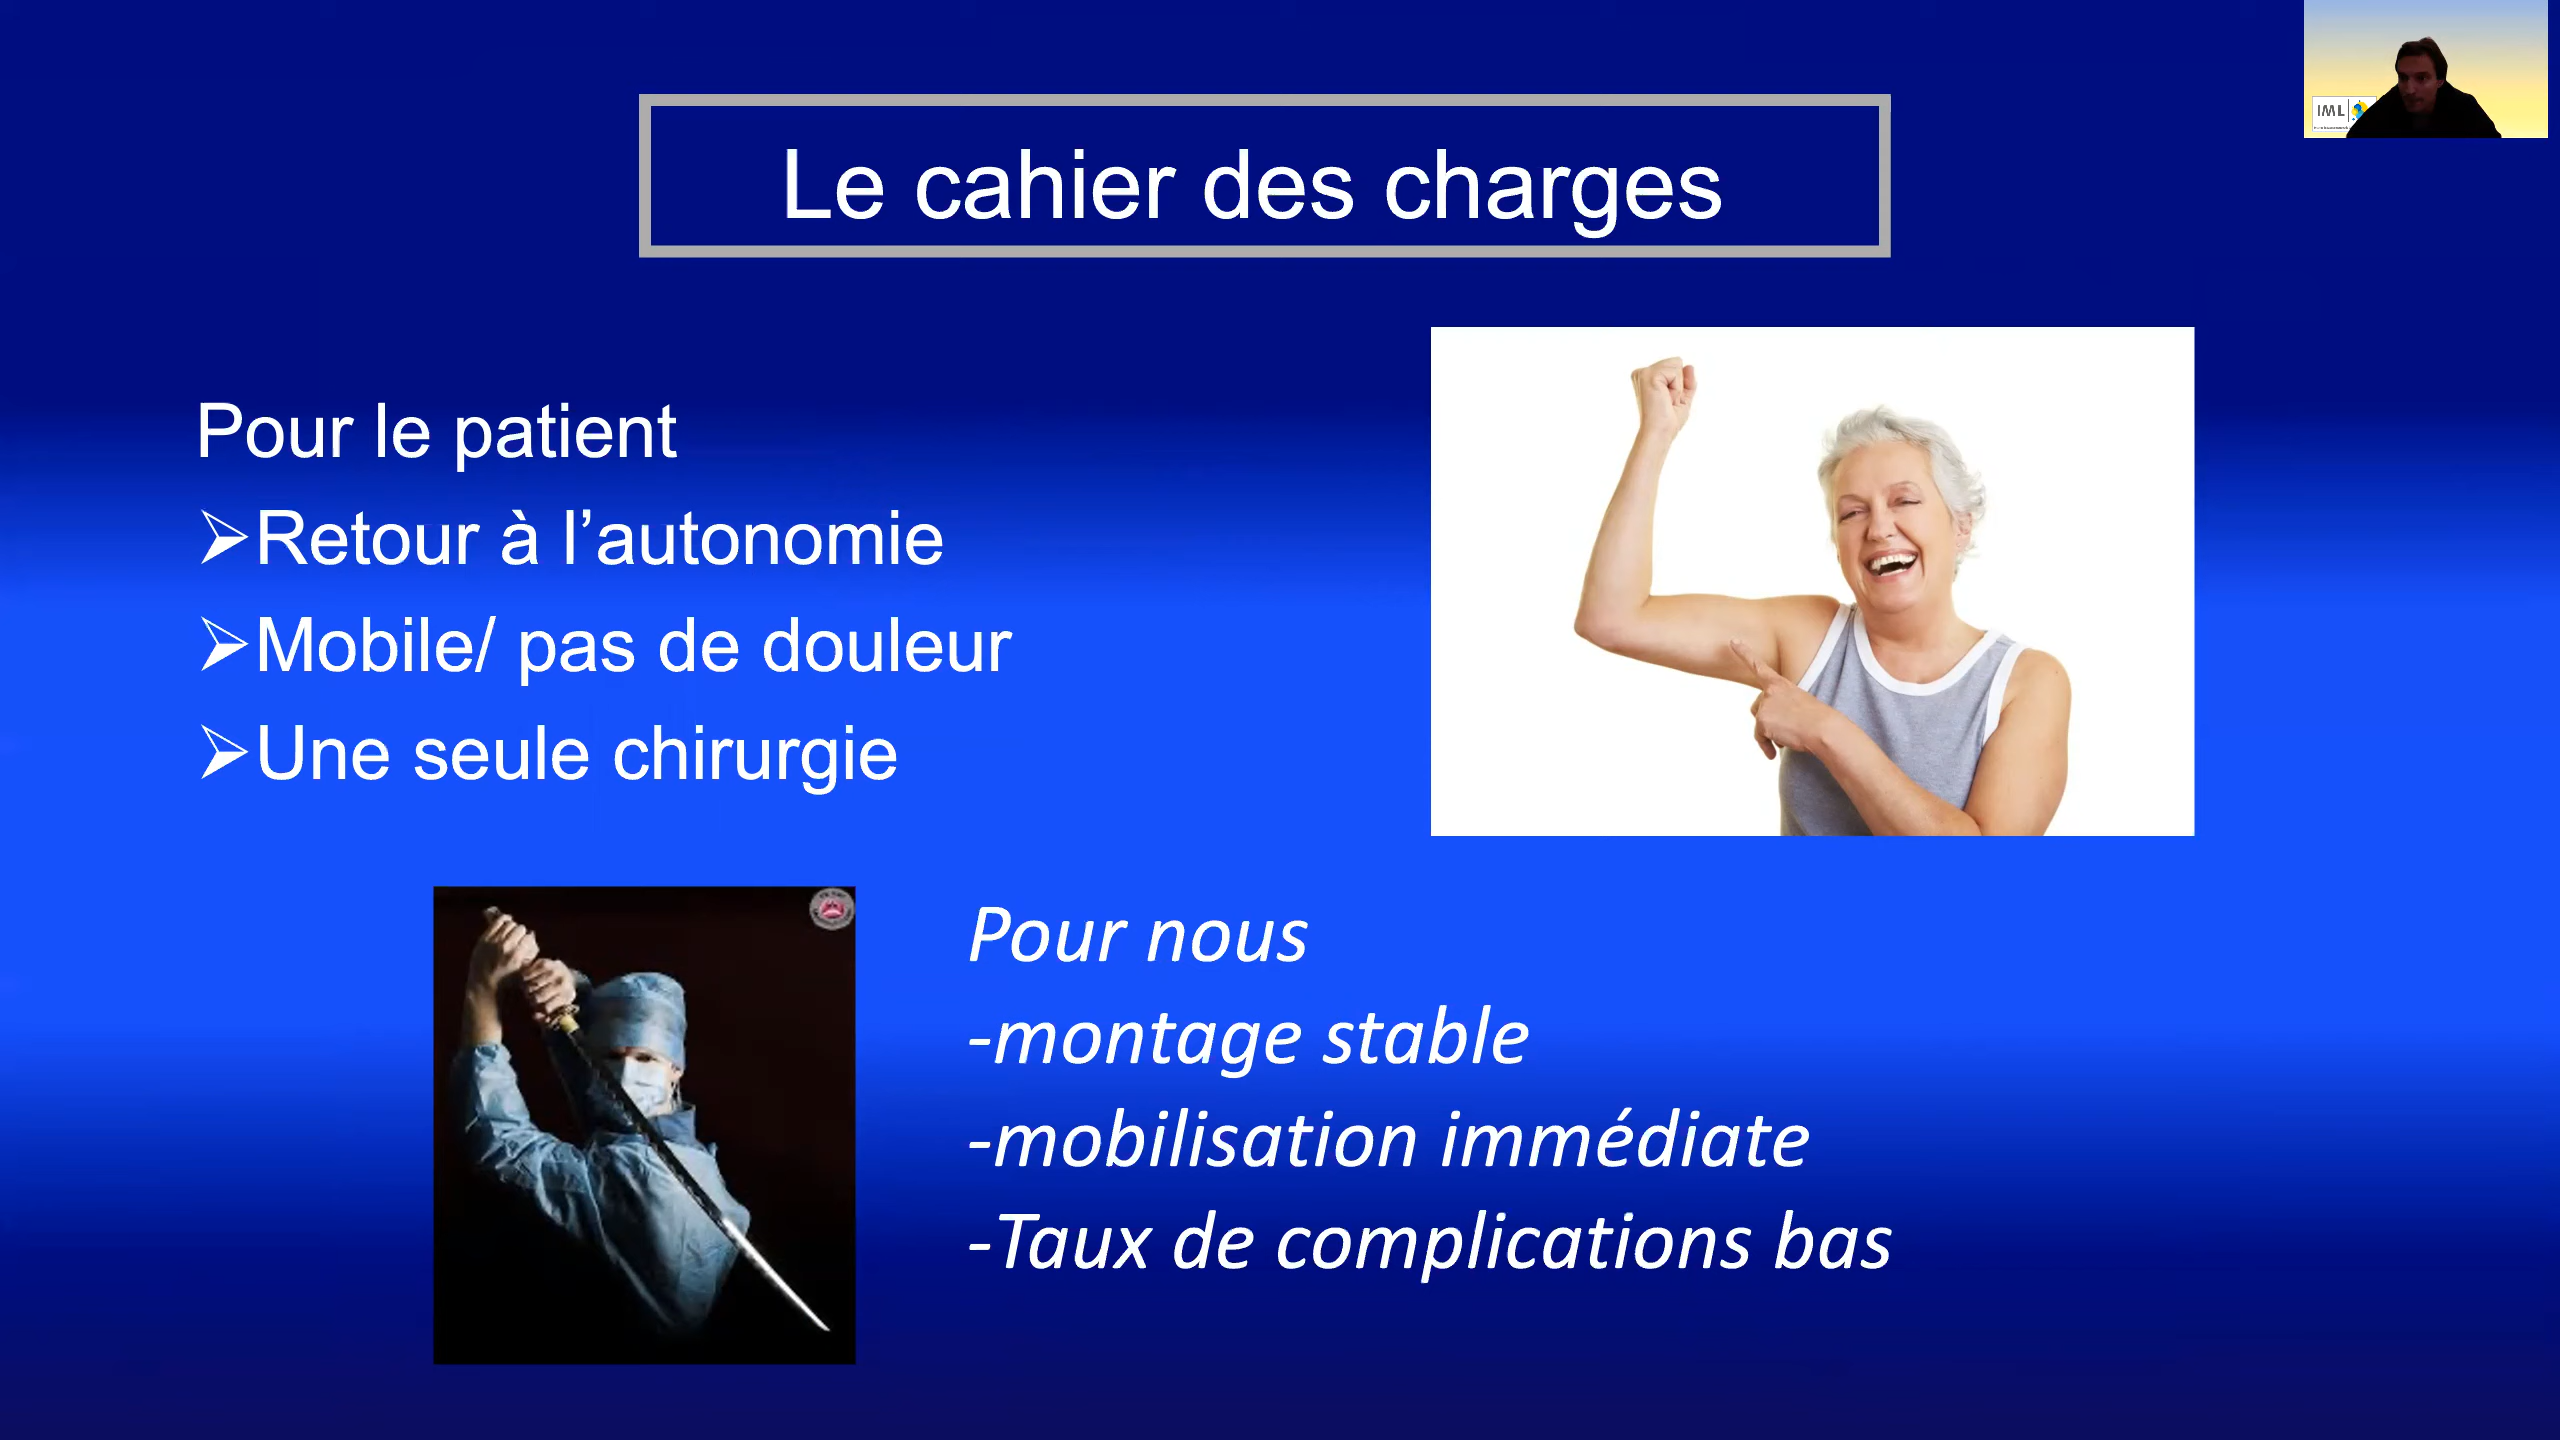 Le cahier des charges
IML
Pour le patient
➢Retour à l’autonomie
➢Mobile/ pas de douleur
➢Une seule chirurgie
Pour nous
-montage stable
-mobilisation immédiate
-Taux de complications bas